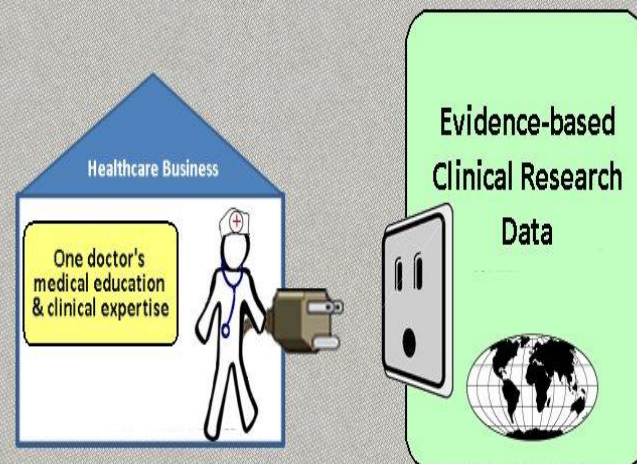 Healthcare Business
One doctor's
medical education
& clinical expertise
Evidence-based
Clinical Research
Data